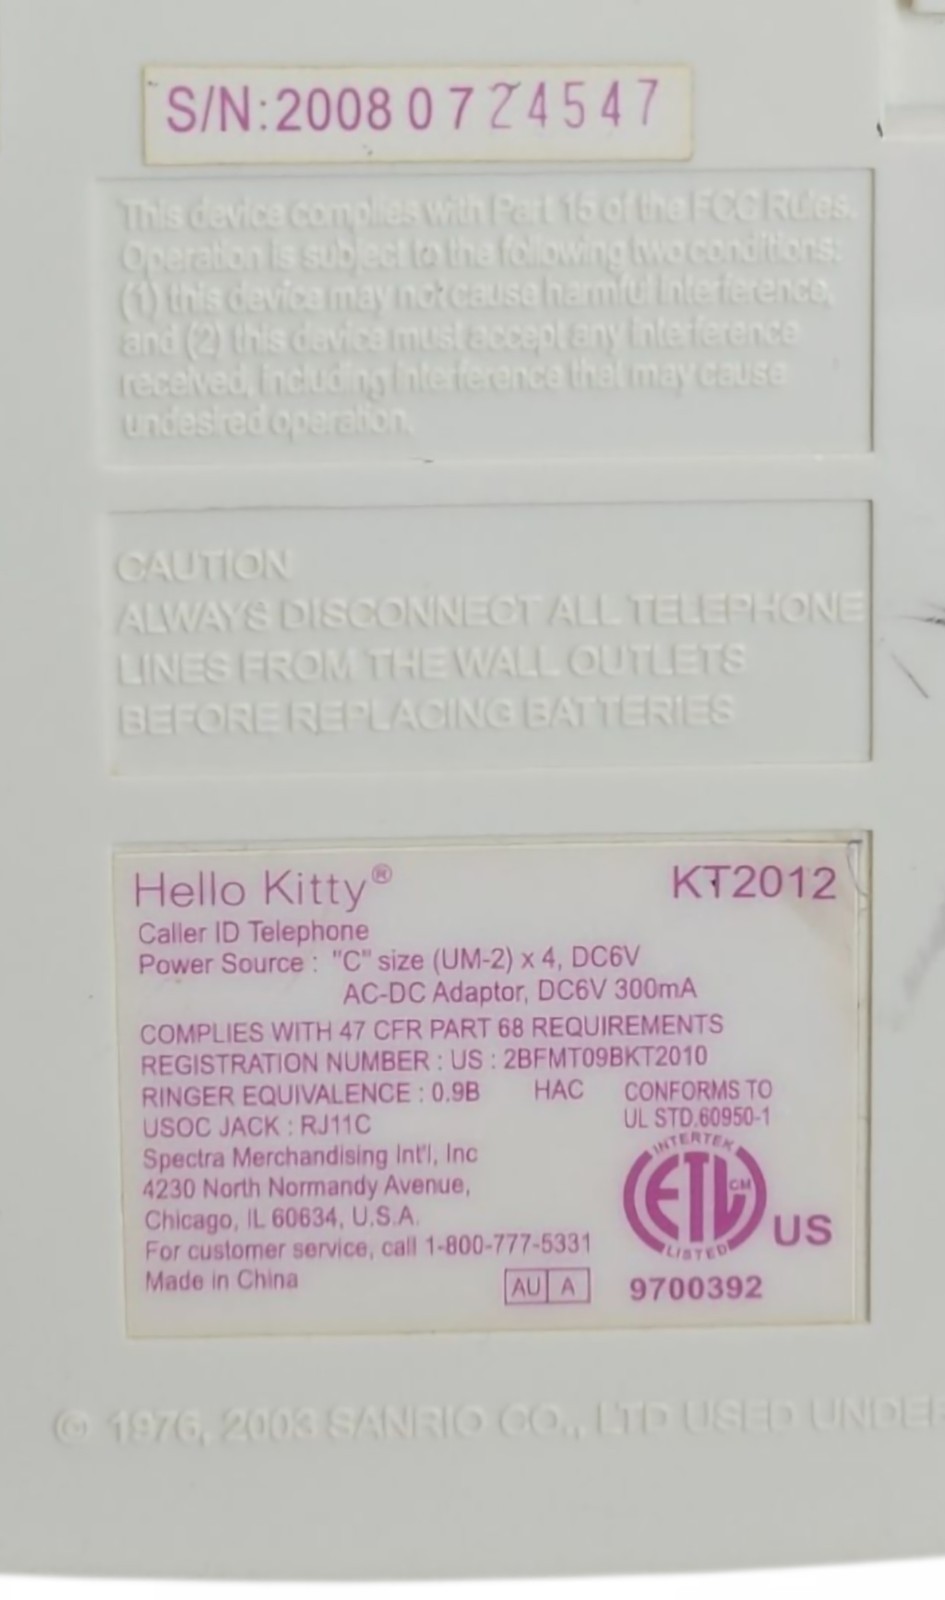 S/N:20080724547
This device complies with Part 15 of the FCC Rules.
Operation is subject to the following two conditions:
(1) this device may not cause harmful interference,
and (2) this device must accept any interference
received, including interference that may cause
undesired operation.
CAUTION
ALWAYS DISCONNECT ALL TELEPHONE
LINES FROM THE WALL OUTLETS
BEFORE REPLACING BATTERIES
Hello Kitty® KT2012
Caller ID Telephone
Power Source : "C" size (UM-2) x 4, DC6V
AC-DC Adaptor, DC6V 300mA
COMPLIES WITH 47 CFR PART 68 REQUIREMENTS
REGISTRATION NUMBER : US : 2BFMT09BKT2010
RINGER EQUIVALENCE : 0.9B HAC
USOC JACK : RJ11C
Spectra Merchandising Int'l, Inc
4230 North Normandy Avenue,
Chicago, IL 60634, U.S.A.
For customer service, call 1-800-777-5331
Made in China
AU A
CONFORMS TO
UL STD.60950-1
INTERTEK
ETL CM
LISTED
US
9700392
© 1976, 2003 SANRIO CO., LTD USED UNDE